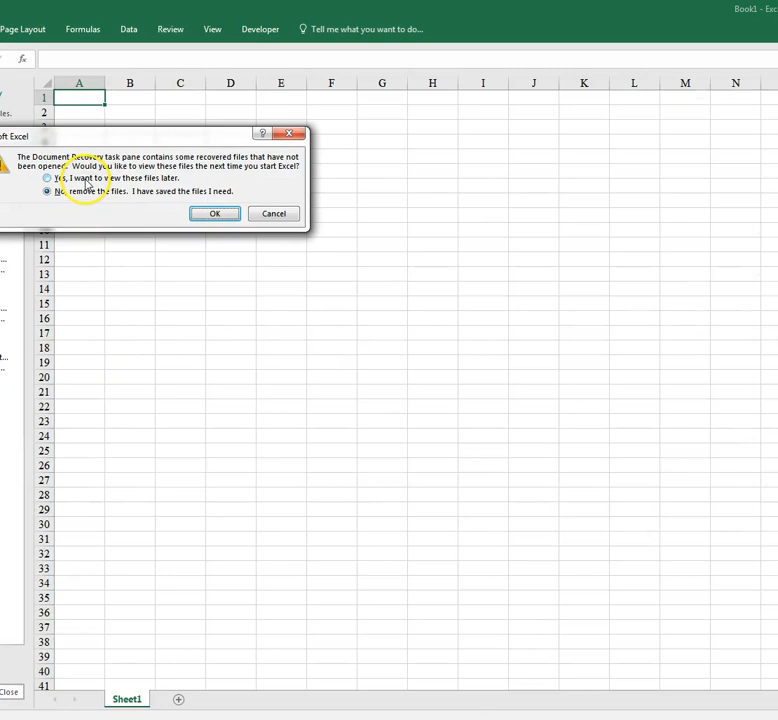 Book1 - Exc
Page Layout Formulas Data Review View Developer Tell me what you want to do...
fx
A B C D E F G H I J K L M N
1
les.
2
oft Excel
The Document Recovery task pane contains some recovered files that have not
been opened. Would you like to view these files the next time you start Excel?
Yes, I want to view these files later.
No, remove the files. I have saved the files I need.
OK Cancel
11
12
13
14
15
16
17
18
19
20
21
22
23
24
25
26
27
28
29
30
31
32
33
34
35
36
37
38
39
40
41
Close
Sheet1